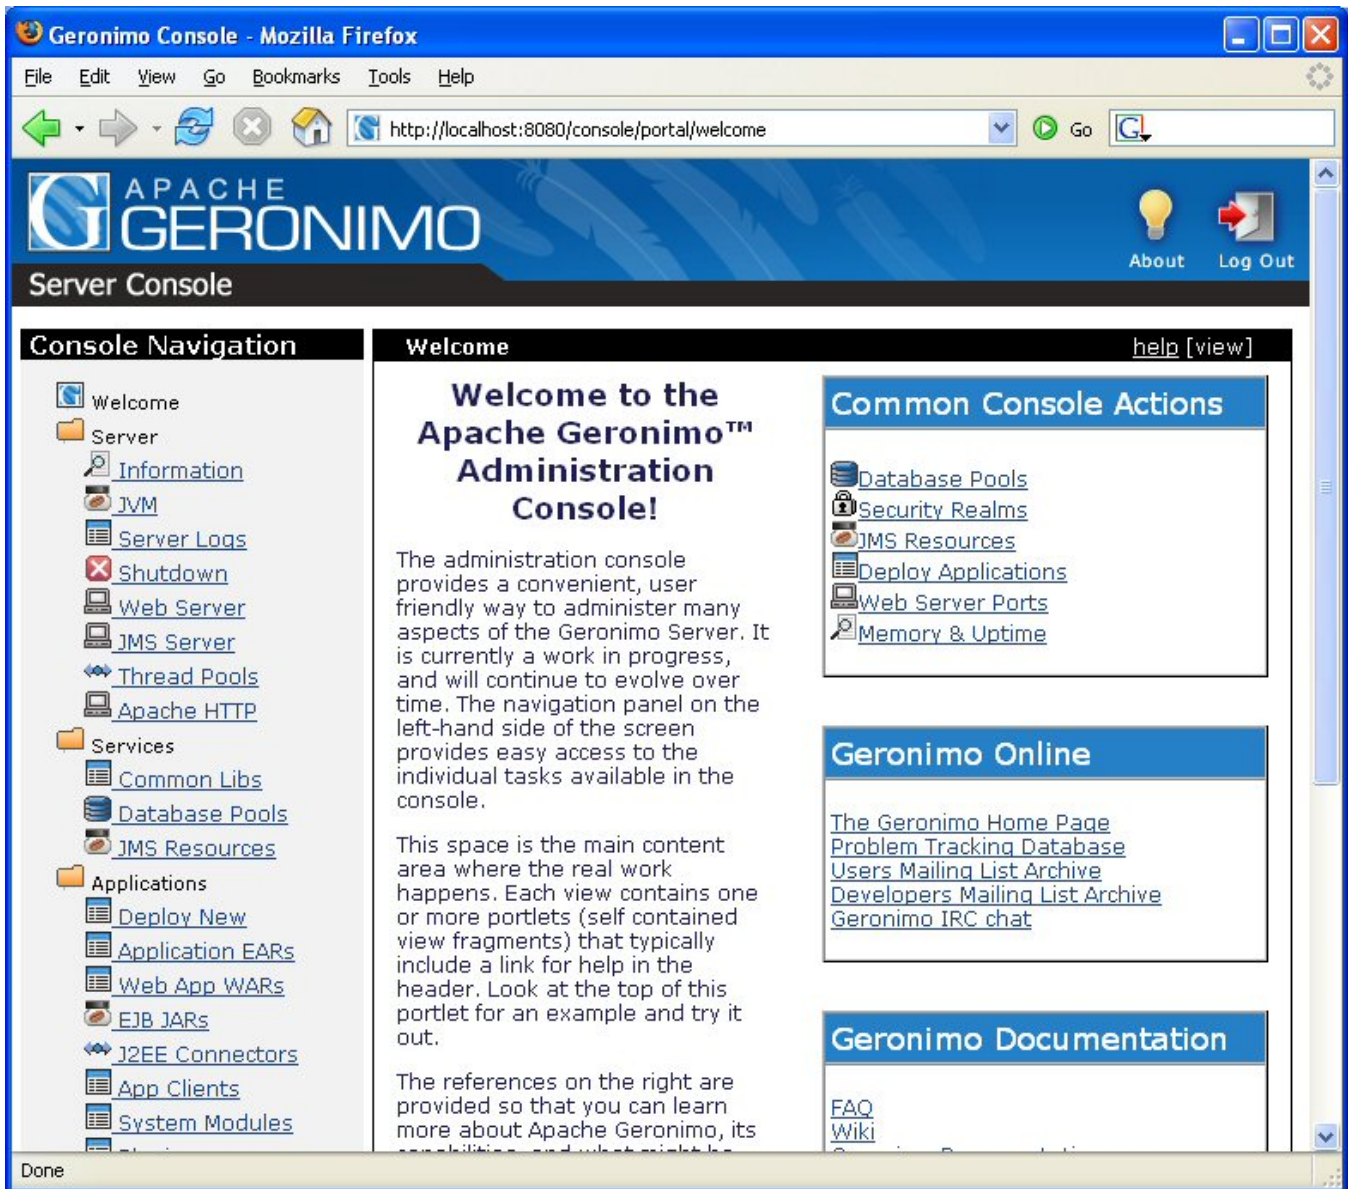 Geronimo Console - Mozilla Firefox
File Edit View Go Bookmarks Tools Help
http://localhost:8080/console/portal/welcome Go G
APACHE
GERONIMO
About Log Out
Server Console
Console Navigation
Welcome
Server
Information
JVM
Server Logs
Shutdown
Web Server
JMS Server
Thread Pools
Apache HTTP
Services
Common Libs
Database Pools
JMS Resources
Applications
Deploy New
Application EARs
Web App WARs
EJB JARs
J2EE Connectors
App Clients
System Modules
Welcome help [view]
Welcome to the
Apache Geronimo™
Administration
Console!
The administration console
provides a convenient, user
friendly way to administer many
aspects of the Geronimo Server. It
is currently a work in progress,
and will continue to evolve over
time. The navigation panel on the
left-hand side of the screen
provides easy access to the
individual tasks available in the
console.
This space is the main content
area where the real work
happens. Each view contains one
or more portlets (self contained
view fragments) that typically
include a link for help in the
header. Look at the top of this
portlet for an example and try it
out.
The references on the right are
provided so that you can learn
more about Apache Geronimo, its
Common Console Actions
Database Pools
Security Realms
JMS Resources
Deploy Applications
Web Server Ports
Memory & Uptime
Geronimo Online
The Geronimo Home Page
Problem Tracking Database
Users Mailing List Archive
Developers Mailing List Archive
Geronimo IRC chat
Geronimo Documentation
FAQ
Wiki
Done